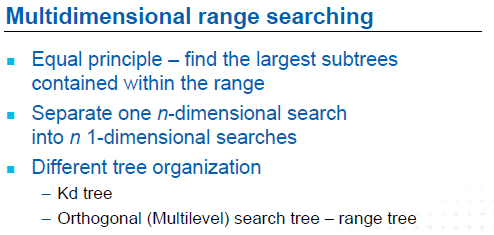 Multidimensional range searching
Equal principle – find the largest subtrees
contained within the range
Separate one n-dimensional search
into n 1-dimensional searches
Different tree organization
– Kd tree
– Orthogonal (Multilevel) search tree – range tree